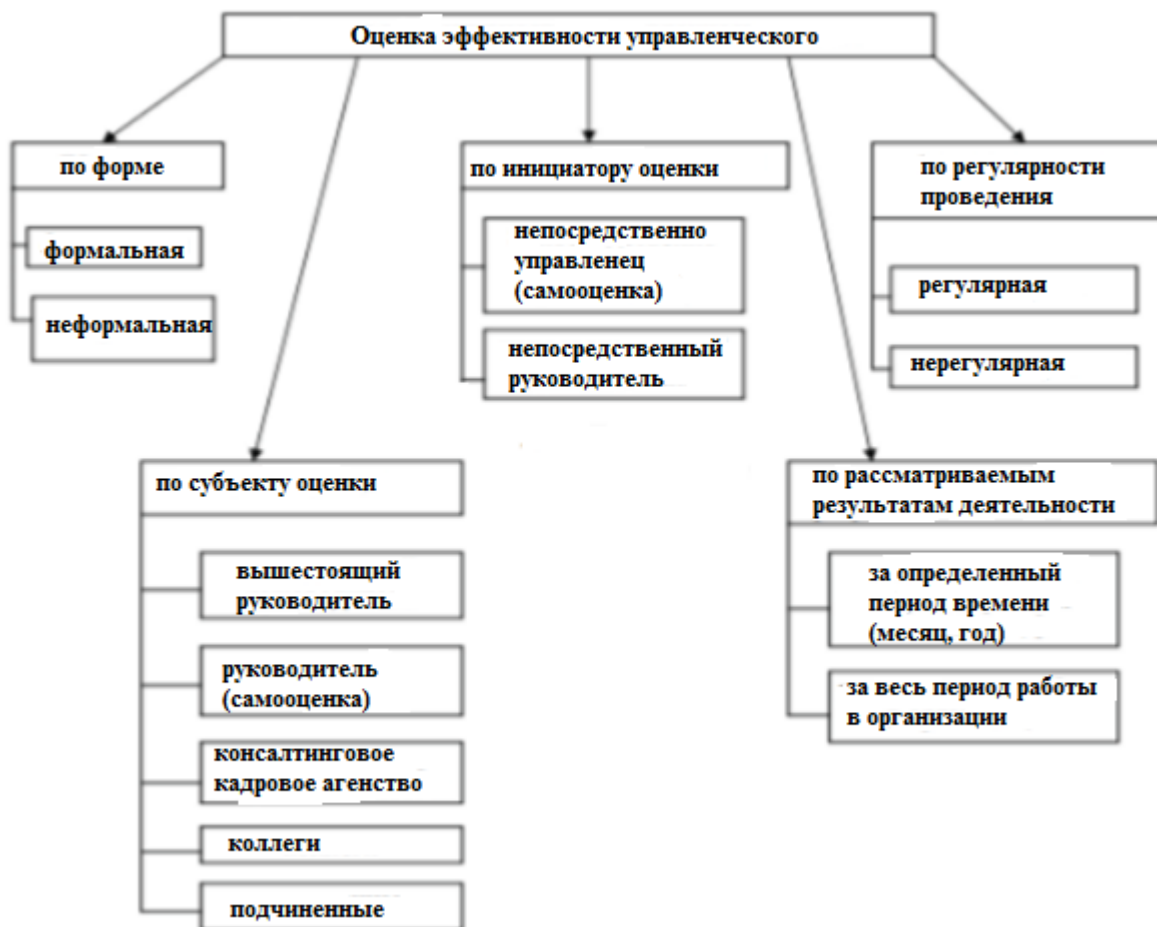 Оценка эффективности управленческого
по форме
формальная
неформальная
по инициатору оценки
непосредственно
управленец
(самооценка)
непосредственный
руководитель
по регулярности
проведения
регулярная
нерегулярная
по субъекту оценки
вышестоящий
руководитель
руководитель
(самооценка)
консалтинговое
кадровое агенство
коллеги
подчиненные
по рассматриваемым
результатам деятельности
за определенный
период времени
(месяц, год)
за весь период работы
в организации